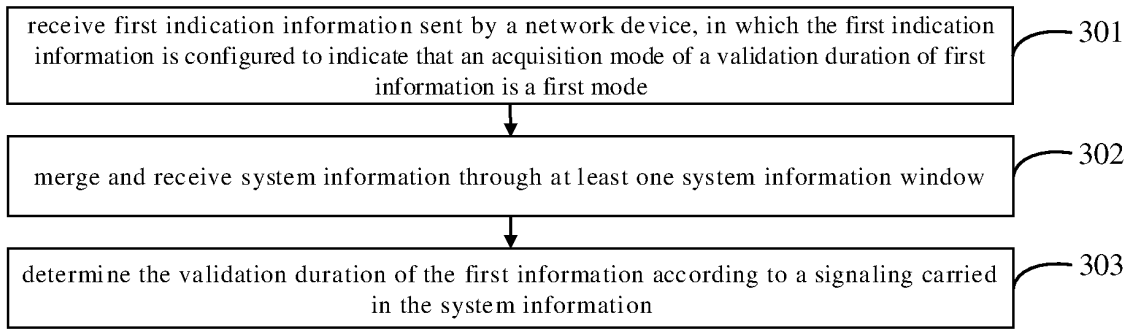 receive first indication information sent by a network device, in which the first indication
information is configured to indicate that an acquisition mode of a validation duration of first
information is a first mode
301
merge and receive system information through at least one system information window
302
determine the validation duration of the first information according to a signaling carried
in the system information
303